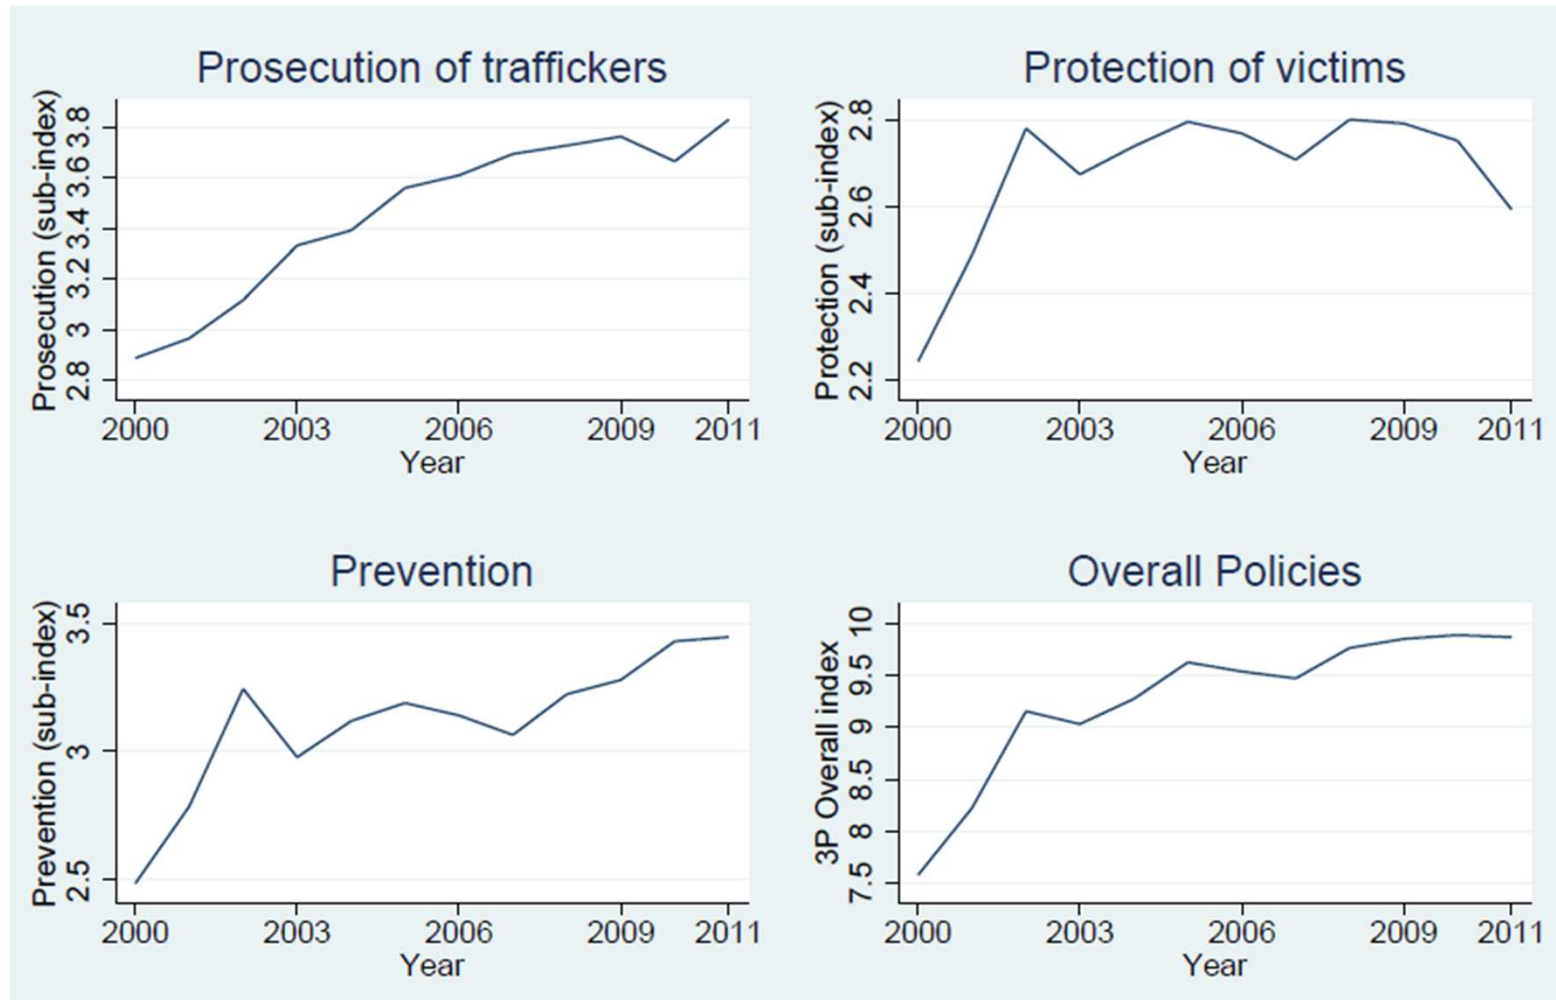 Prosecution of traffickers
Prosecution (sub-index)
3.8
3.6
3.4
3.2
3
2.8
2000 2003 2006 2009 2011
Year
Protection of victims
Protection (sub-index)
2.8
2.6
2.4
2.2
2000 2003 2006 2009 2011
Year
Prevention
Prevention (sub-index)
3.5
3
2.5
2000 2003 2006 2009 2011
Year
Overall Policies
3P Overall index
10
9.5
9
8.5
8
7.5
2000 2003 2006 2009 2011
Year